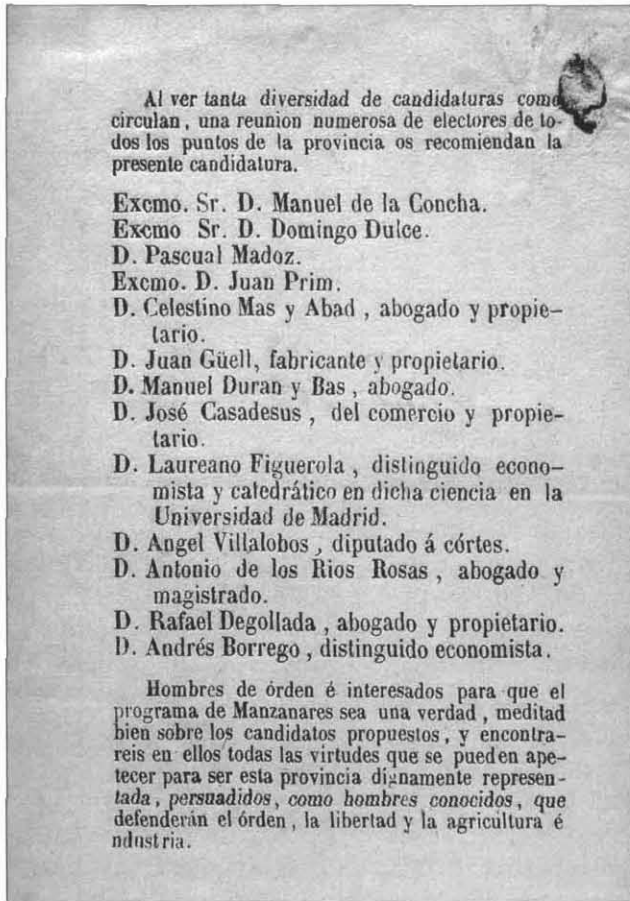 Al ver tanta diversidad de candidaturas como
circulan, una reunion numerosa de electores de to-
dos los puntos de la provincia os recomiendan la
presente candidatura.
Excmo. Sr. D. Manuel de la Concha.
Excmo Sr. D. Domingo Dulce.
D. Pascual Madoz.
Excmo. D. Juan Prim.
D. Celestino Mas y Abad, abogado y propie-
tario.
D. Juan Güell, fabricante y propietario.
D. Manuel Duran y Bas, abogado.
D. José Casadesus, del comercio y propie-
tario.
D. Laureano Figuerola, distinguido econo-
mista y catedrático en dicha ciencia en la
Universidad de Madrid.
D. Angel Villalobos, diputado á córtes.
D. Antonio de los Rios Rosas, abogado y
magistrado.
D. Rafael Degollada, abogado y propietario.
D. Andrés Borrego, distinguido economista.
Hombres de órden é interesados para que el
programa de Manzanares sea una verdad, meditad
bien sobre los candidatos propuestos, y encontra-
reis en ellos todas las virtudes que se pueden ape-
tecer para ser esta provincia dignamente represen-
tada, persuadidos, como hombres conocidos, que
defenderán el órden, la libertad y la agricultura é
ndustria.